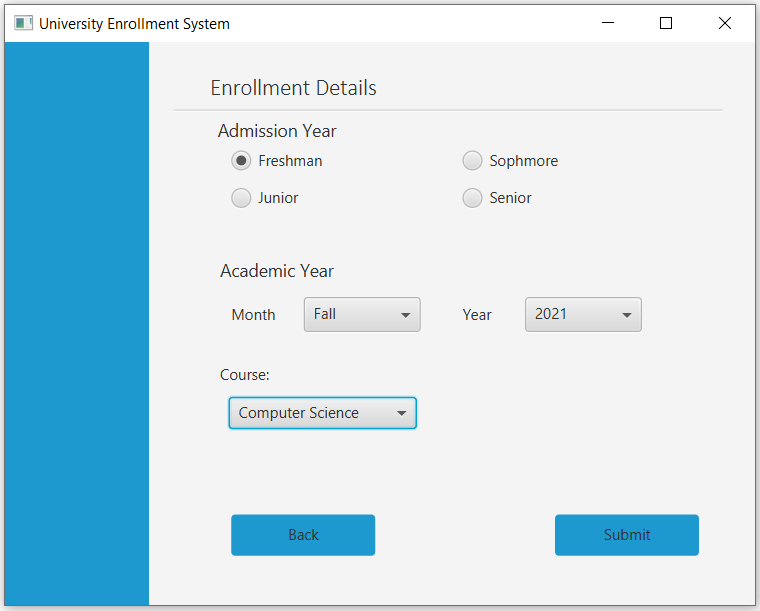 University Enrollment System
Enrollment Details
Admission Year
Freshman Sophmore
Junior Senior
Academic Year
Month Fall Year 2021
Course:
Computer Science
Back Submit